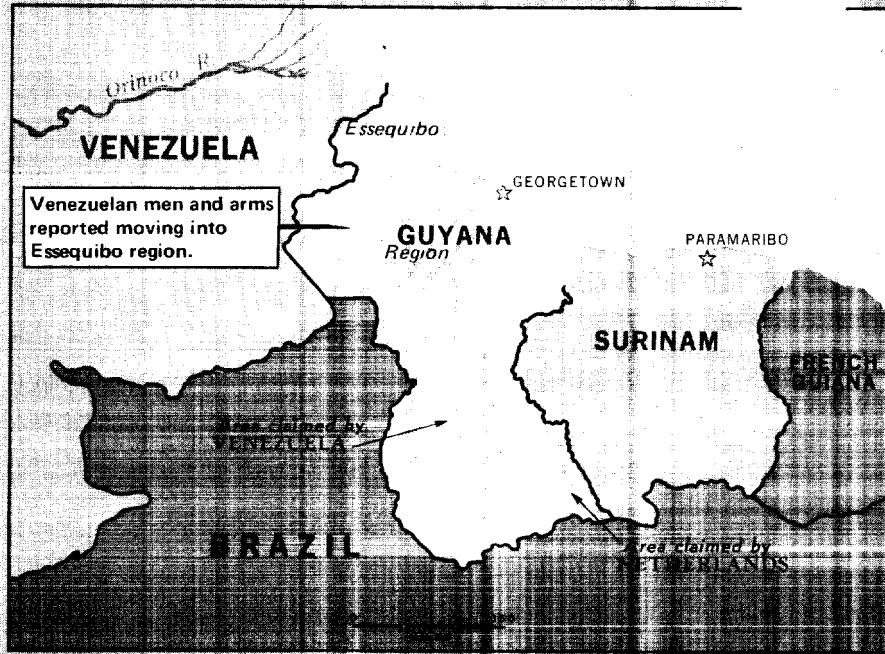 Orinoco R
VENEZUELA
Essequibo
GEORGETOWN
Venezuelan men and arms
reported moving into
Essequibo region.
GUYANA
Region
PARAMARIBO
SURINAM
FRENCH
GUIANA
Area claimed by
VENEZUELA
BRAZIL
Area claimed by
NETHERLANDS